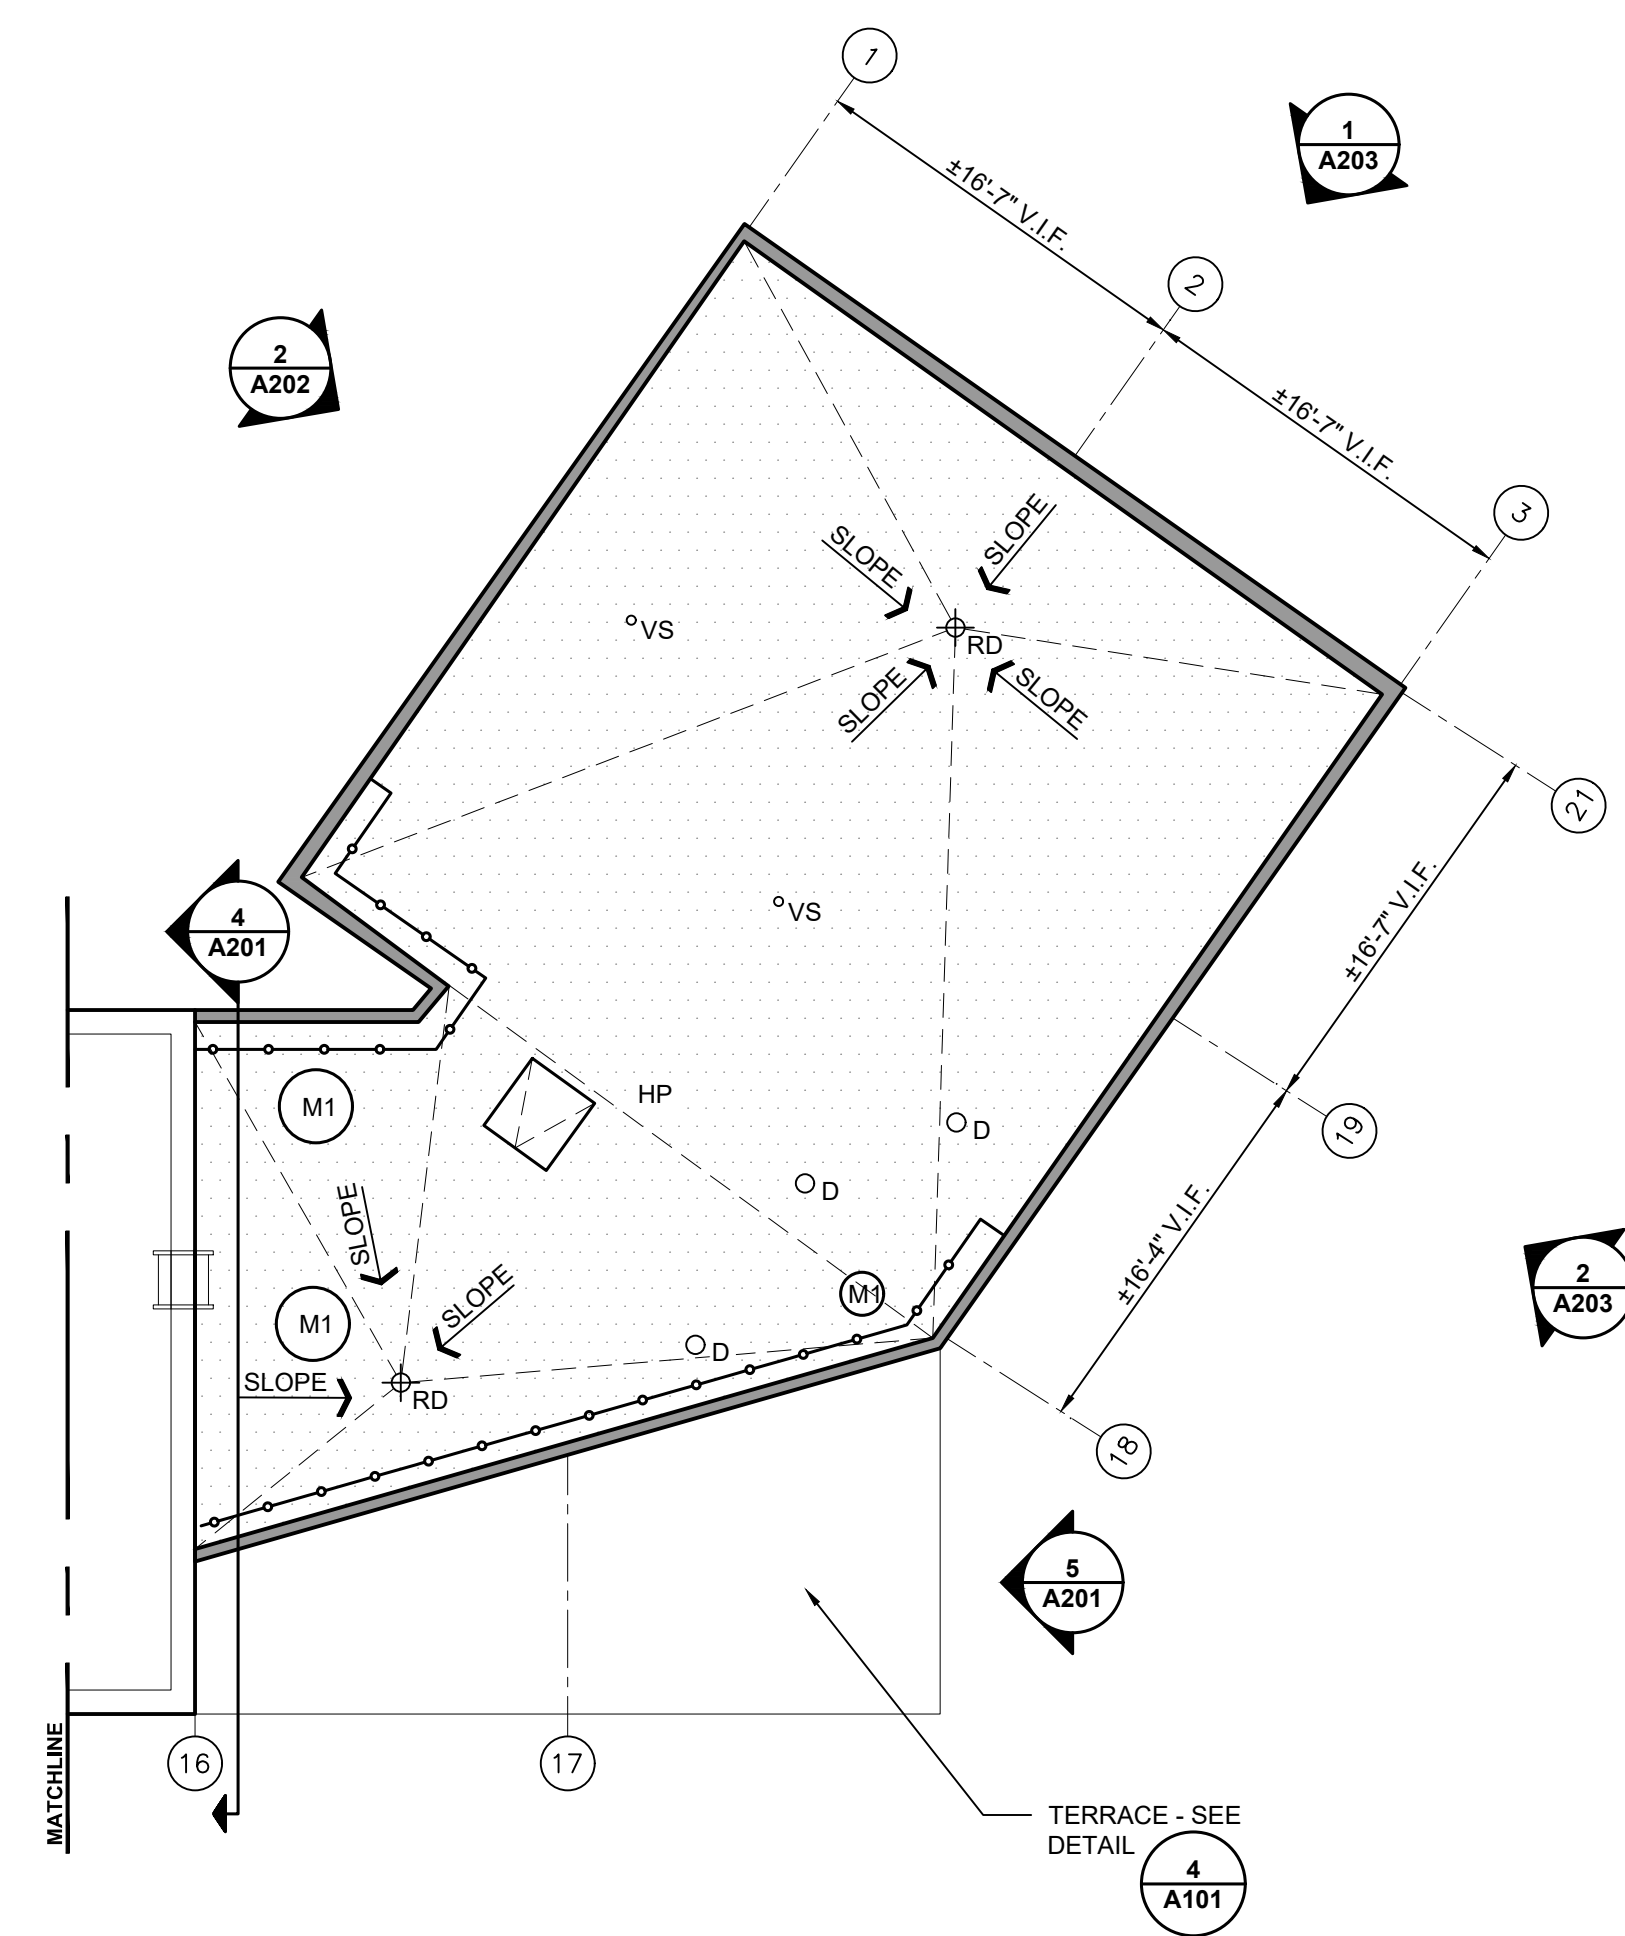 1
1
A203
±16'-7" V.I.F.
2
2
A202
±16'-7" V.I.F.
3
SLOPE
SLOPE
VS
RD
SLOPE
SLOPE
21
±16'-7" V.I.F.
4
A201
VS
HP
M1
D
19
D
SLOPE
±16'-4" V.I.F.
SLOPE
M1
M1
2
A203
D
SLOPE
RD
18
5
A201
MATCHLINE
16
17
TERRACE - SEE
DETAIL
4
A101